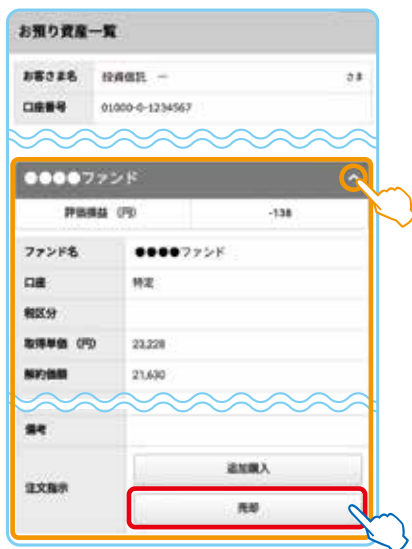 お預り資産一覧
お客さま名 投資信託 一 さま
口座番号 01000-0-1234567
●●●●ファンド
評価損益 (円) -138
ファンド名 ●●●●ファンド
口座 特定
税区分
取得単価 (円) 23,228
解約価額 21,630
備考
注文指示
追加購入
売却